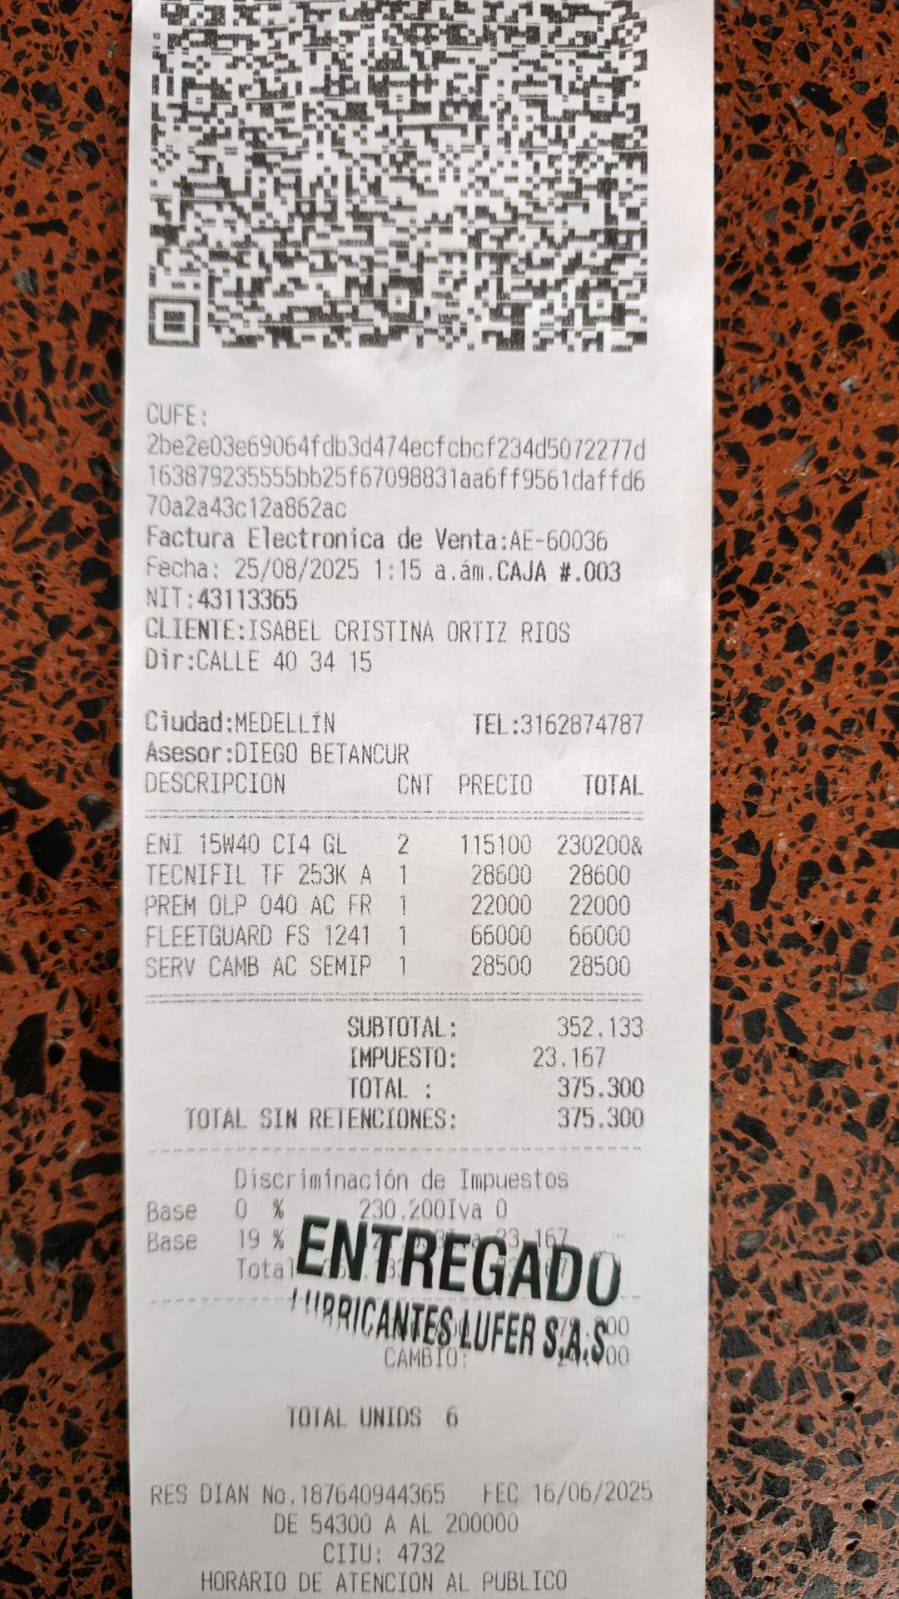 CUFE:
2be2e03e69064fdb3d474ecfcbcf234d5072277d
163879235555bb25f67098831aa6ff9561daffd6
70a2a43c12a862ac
Factura Electronica de Venta:AE-60036
Fecha: 25/08/2025 1:15 a.ám.CAJA #.003
NIT:43113365
CLIENTE:ISABEL CRISTINA ORTIZ RIOS
Dir:CALLE 40 34 15
Ciudad:MEDELLÍN TEL:3162874787
Asesor:DIEGO BETANCUR
DESCRIPCION CNT PRECIO TOTAL
ENI 15W40 CI4 GL 2 115100 230200&
TECNIFIL TF 253K A 1 28600 28600
PREM OLP 040 AC FR 1 22000 22000
FLEETGUARD FS 1241 1 66000 66000
SERV CAMB AC SEMIP 1 28500 28500
SUBTOTAL: 352.133
IMPUESTO: 23.167
TOTAL : 375.300
TOTAL SIN RETENCIONES: 375.300
Discriminación de Impuestos
Base 0 % 230.200Iva 0
Base 19 % 23.167
Total
ENTREGADO
LUBRICANTES LUFER S.A.S
CAMBIO:
TOTAL UNIDS 6
RES DIAN No.187640944365 FEC 16/06/2025
DE 54300 A AL 200000
CIIU: 4732
HORARIO DE ATENCION AL PUBLICO